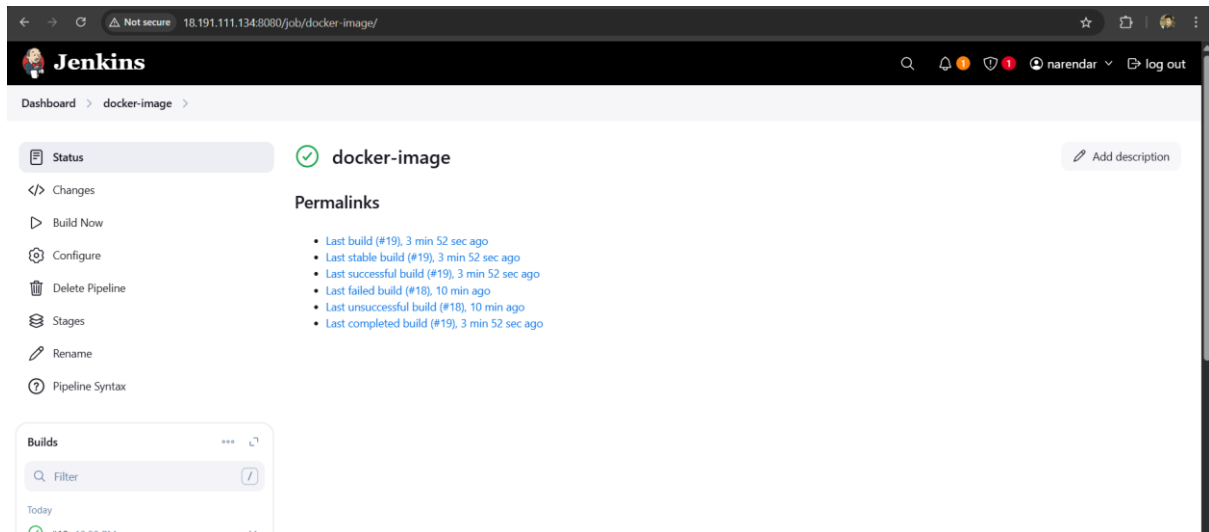 Not secure 18.191.111.134:8080/job/docker-image/
Jenkins
1 1 narendar log out
Dashboard > docker-image >
Status
docker-image
Add description
Changes
Permalinks
Build Now
Last build (#19), 3 min 52 sec ago
Configure
Last stable build (#19), 3 min 52 sec ago
Last successful build (#19), 3 min 52 sec ago
Delete Pipeline
Last failed build (#18), 10 min ago
Last unsuccessful build (#18), 10 min ago
Stages
Last completed build (#19), 3 min 52 sec ago
Rename
Pipeline Syntax
Builds
Filter /
Today